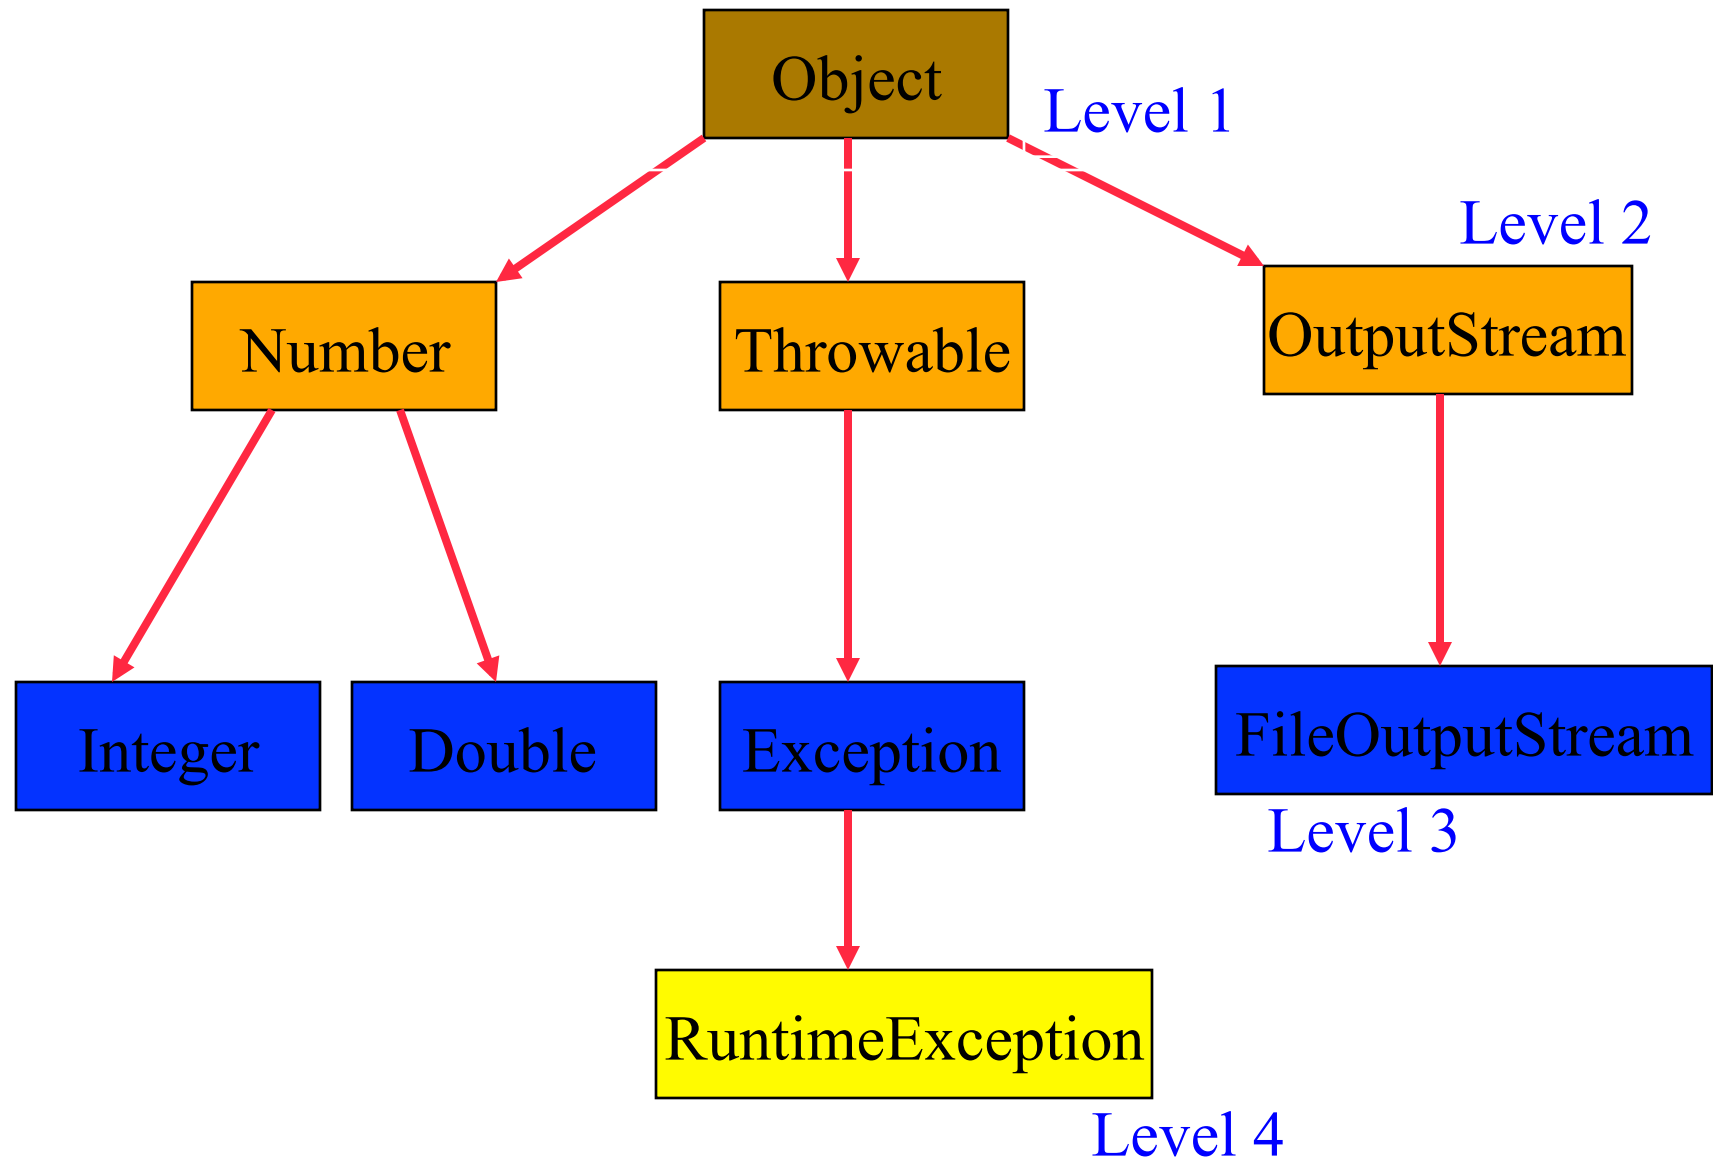 Object
Level 1
Level 2
Number
Throwable
OutputStream
Integer
Double
Exception
FileOutputStream
Level 3
RuntimeException
Level 4